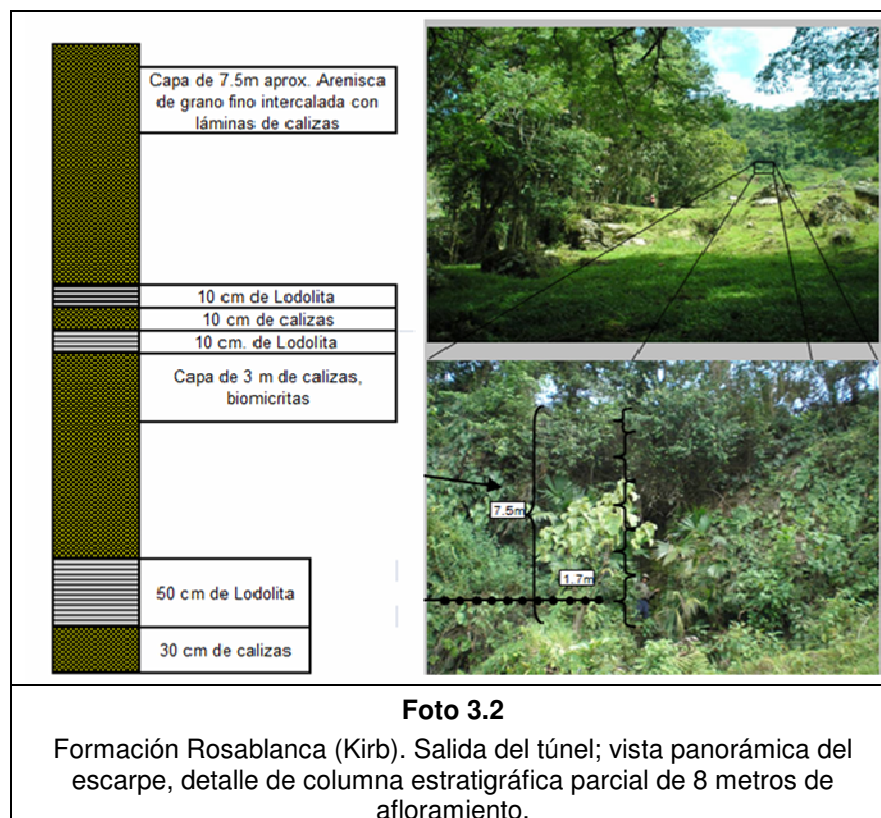 Capa de 7.5m aprox. Arenisca
de grano fino intercalada con
láminas de calizas
10 cm de Lodolita
10 cm de calizas
10 cm. de Lodolita
Capa de 3 m de calizas,
biomicritas
50 cm de Lodolita
30 cm de calizas
7.5m
1.7m
Foto 3.2
Formación Rosablanca (Kirb). Salida del túnel; vista panorámica del
escarpe, detalle de columna estratigráfica parcial de 8 metros de
afloramiento.